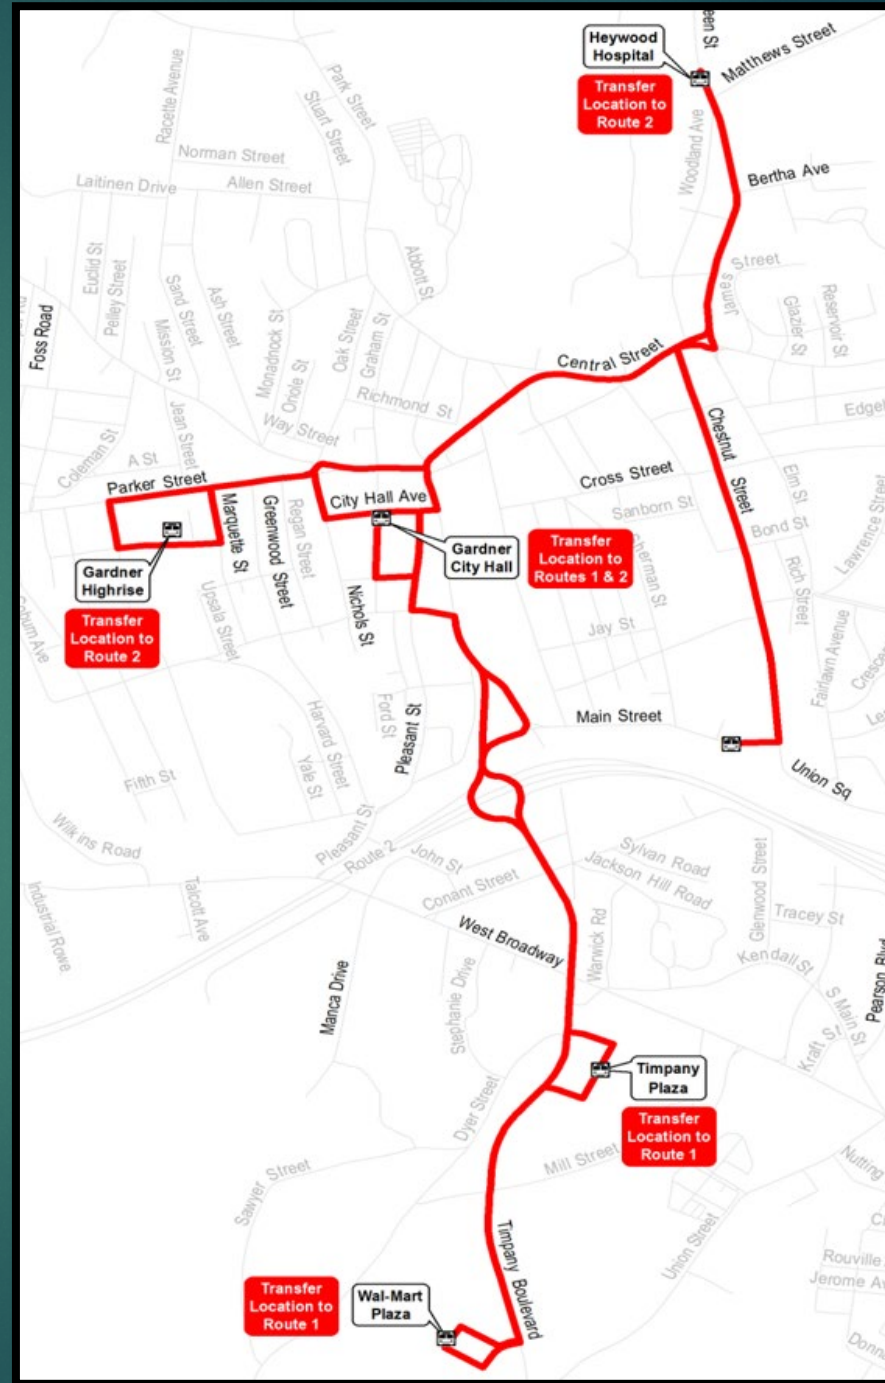 Heywood
Hospital
Matthews Street
Transfer
Location to
Route 2
Woodland Ave
Bertha Ave
Park Street
Stuart Street
Racette Avenue
Norman Street
Laitinen Drive
Allen Street
Abbott St
Street
James
Euclid St
Pelley Street
Sand Street
Ash Street
Mission St
Monadnock St
Oriole St
Oak Street
Graham St
Glazier St
Reservoir St
Foss Road
Central Street
Richmond St
Way Street
Jean Street
Coleman St
A St
Chestnut
Street
Edgel
Parker Street
City Hall Ave
Cross Street
Sanborn St
Elm St
Bond St
Marquette St
Greenwood Street
Regan Street
Gardner
City Hall
Transfer
Location to
Routes 1 & 2
Sherman St
Lawrence Street
Rich Street
Gardner
Highrise
Transfer
Location to
Route 2
Upsala Street
Nichols St
Jay St
Coburn Ave
Fairlawn Avenue
Ford St
Pleasant St
Harvard Street
Yale St
Main Street
Union Sq
Fifth St
Wilkins Road
Pleasant St
Route 2
John St
Sylvan Road
Jackson Hill Road
Conant Street
Glenwood Street
Tracey St
Industrial Rowe
Talcott Ave
West Broadway
Warwick Rd
Kendall St
Manca Drive
Stephanie Drive
S Main St
Kraft St
Pearson Blvd
Timpany
Plaza
Transfer
Location to
Route 1
Dyer Street
Mill Street
Sawyer Street
Nutting
Union Street
Timpany Boulevard
Rouville
Jerome Av
Transfer
Location to
Route 1
Wal-Mart
Plaza
Donna